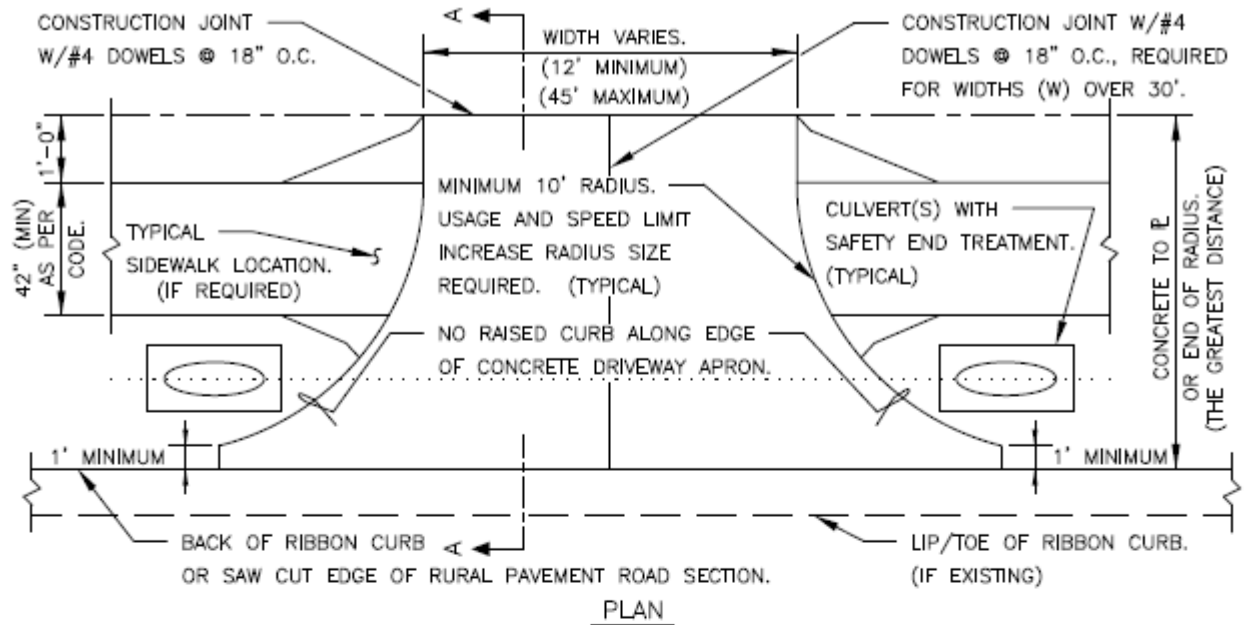 CONSTRUCTION JOINT
W/#4 DOWELS @ 18" O.C.
A
WIDTH VARIES.
(12' MINIMUM)
(45' MAXIMUM)
CONSTRUCTION JOINT W/#4
DOWELS @ 18" O.C., REQUIRED
FOR WIDTHS (W) OVER 30'.
1'-0"
42" (MIN)
AS PER
CODE.
TYPICAL
SIDEWALK LOCATION.
(IF REQUIRED)
MINIMUM 10' RADIUS.
USAGE AND SPEED LIMIT
INCREASE RADIUS SIZE
REQUIRED. (TYPICAL)
NO RAISED CURB ALONG EDGE
OF CONCRETE DRIVEWAY APRON.
CULVERT(S) WITH
SAFETY END TREATMENT.
(TYPICAL)
CONCRETE TO ⅊
OR END OF RADIUS.
(THE GREATEST DISTANCE)
1' MINIMUM
1' MINIMUM
A
BACK OF RIBBON CURB
OR SAW CUT EDGE OF RURAL PAVEMENT ROAD SECTION.
LIP/TOE OF RIBBON CURB.
(IF EXISTING)
PLAN